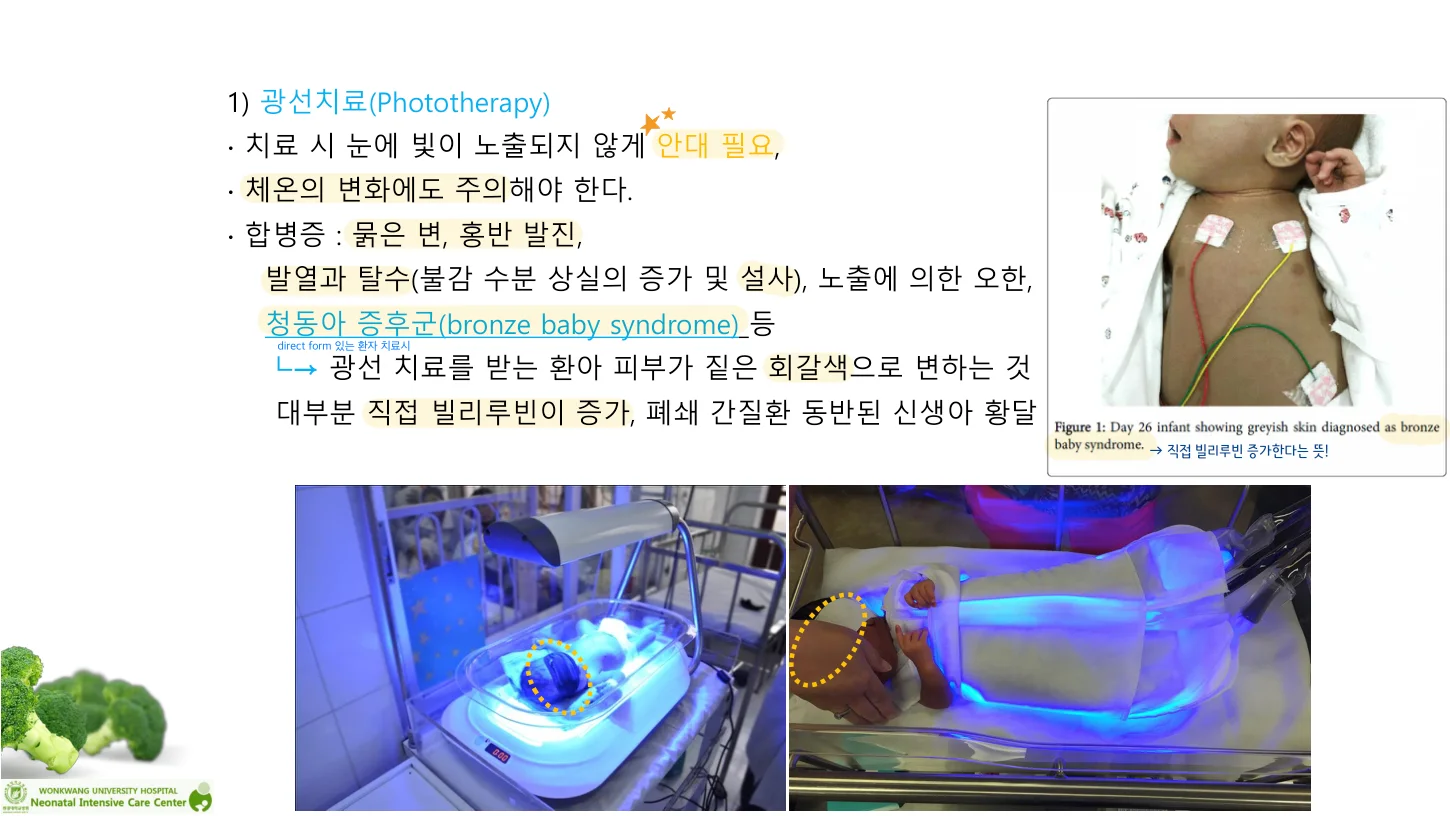 1) 광선치료(Phototherapy)
· 치료 시 눈에 빛이 노출되지 않게 안대 필요,
· 체온의 변화에도 주의해야 한다.
· 합병증 : 묽은 변, 홍반 발진,
발열과 탈수(불감 수분 상실의 증가 및 설사), 노출에 의한 오한,
청동아 증후군(bronze baby syndrome) 등
direct form 있는 환자 치료시
→ 광선 치료를 받는 환아 피부가 짙은 회갈색으로 변하는 것
대부분 직접 빌리루빈이 증가, 폐쇄 간질환 동반된 신생아 황달
Figure 1: Day 26 infant showing greyish skin diagnosed as bronze
baby syndrome. → 직접 빌리루빈 증가한다는 뜻!
WONKWANG UNIVERSITY HOSPITAL
Neonatal Intensive Care Center